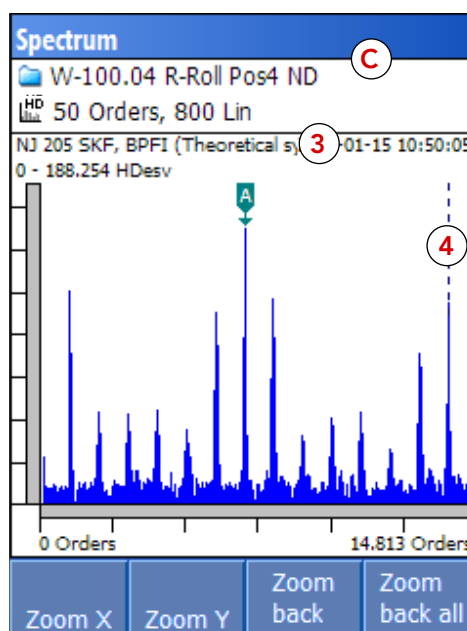 Spectrum
C
W-100.04 R-Roll Pos4 ND
HD 50 Orders, 800 Lin
NJ 205 SKF, BPFI (Theoretical sy 3 -01-15 10:50:05
0 - 188.254 HDesv
A
4
0 Orders 14.813 Orders
Zoom X Zoom Y Zoom back Zoom back all